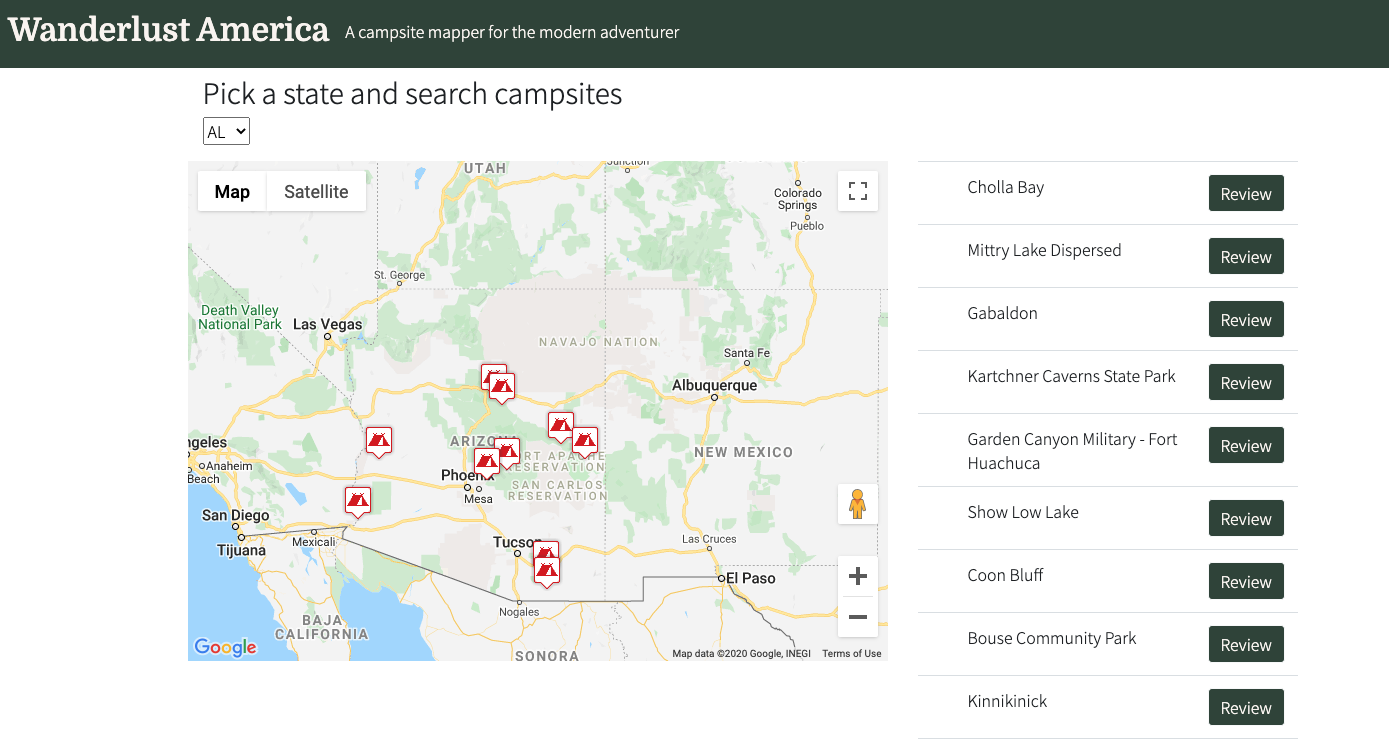 Wanderlust America A campsite mapper for the modern adventurer
Pick a state and search campsites
AL
Map Satellite
UTAH
Junction
Colorado
Springs
Pueblo
St. George
Death Valley
National Park
Las Vegas
NAVAJO NATION
Santa Fe
Albuquerque
geles
Anaheim
Beach
ARIZO
Phoenix
Mesa
ORT APACHE
RESERVATION
SAN CARLOS
RESERVATION
NEW MEXICO
San Diego
Tijuana
Mexicali
Tucson
Las Cruces
El Paso
Nogales
BAJA
CALIFORNIA
SONORA
Google
Map data ©2020 Google, INEGI Terms of Use
Cholla Bay
Review
Mittry Lake Dispersed
Review
Gabaldon
Review
Kartchner Caverns State Park
Review
Garden Canyon Military - Fort
Huachuca
Review
Show Low Lake
Review
Coon Bluff
Review
Bouse Community Park
Review
Kinnikinick
Review